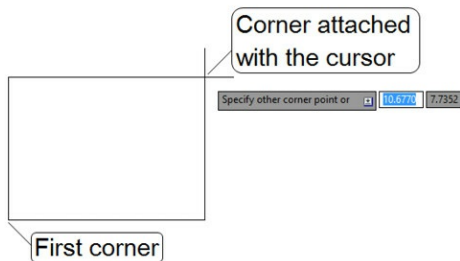 Corner attached
with the cursor
Specify other corner point or 10.6770 7.7352
First corner